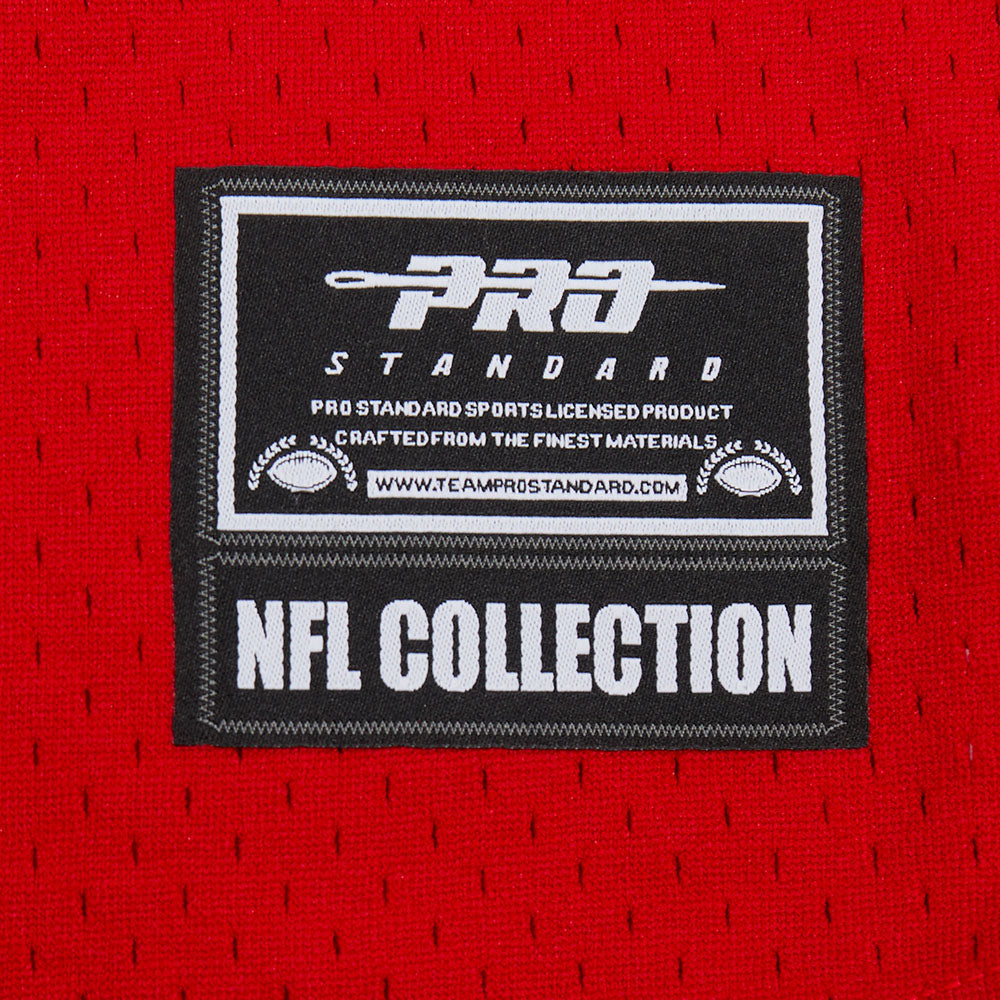 PRO
STANDARD
PRO STANDARD SPORTS LICENSED PRODUCT
CRAFTED FROM THE FINEST MATERIALS
WWW.TEAMPROSTANDARD.COM
NFL COLLECTION